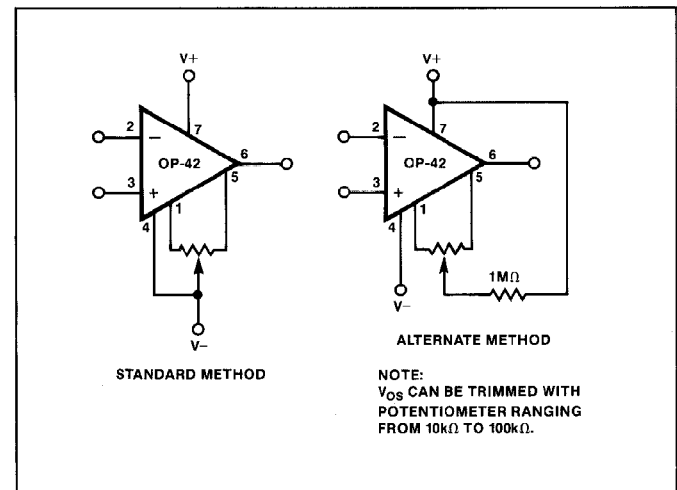 V+
7
2
−
OP-42
6
3
+
5
1
4
V−
STANDARD METHOD
V+
7
2
−
OP-42
6
3
+
5
1
4
1MΩ
V−
ALTERNATE METHOD
NOTE:
VOS CAN BE TRIMMED WITH
POTENTIOMETER RANGING
FROM 10kΩ TO 100kΩ.